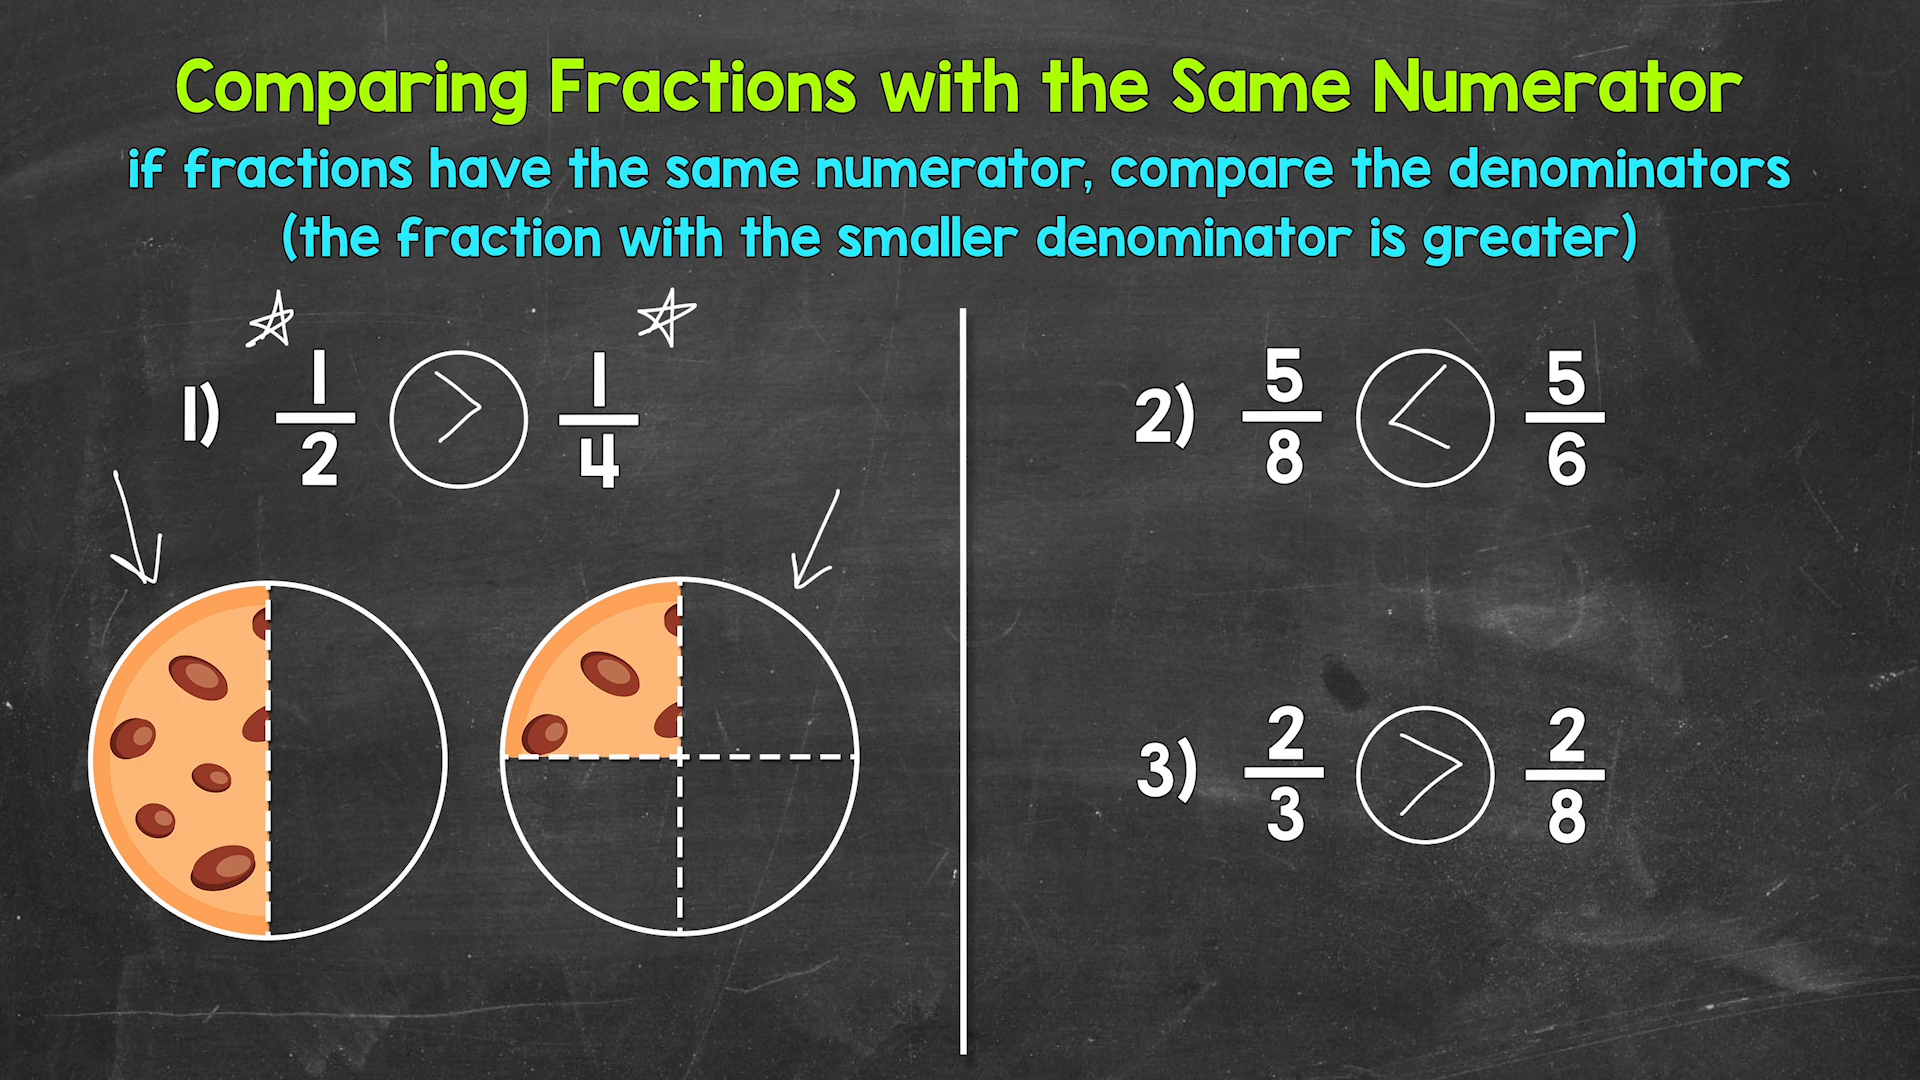 Comparing Fractions with the Same Numerator
if fractions have the same numerator, compare the denominators
(the fraction with the smaller denominator is greater)
1) 1/2 > 1/4
2) 5/8 < 5/6
3) 2/3 > 2/8